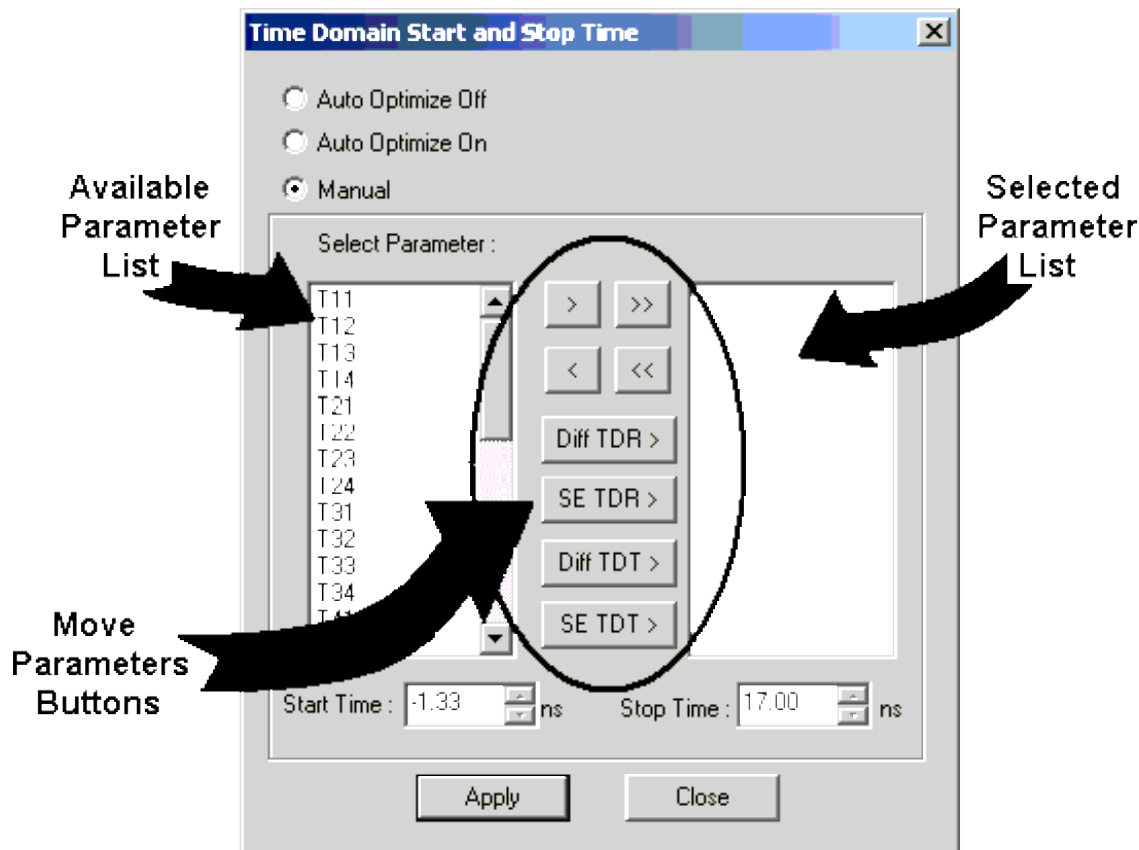 Time Domain Start and Stop Time
Auto Optimize Off
Auto Optimize On
Manual
Available
Parameter
List
Selected
Parameter
List
Select Parameter :
T11
T12
T13
T14
T21
T22
T23
T24
T31
T32
T33
T34
> >>
< <<
Diff TDR >
SE TDR >
Diff TDT >
SE TDT >
Move
Parameters
Buttons
Start Time : -1.33 ns Stop Time : 17.00 ns
Apply Close